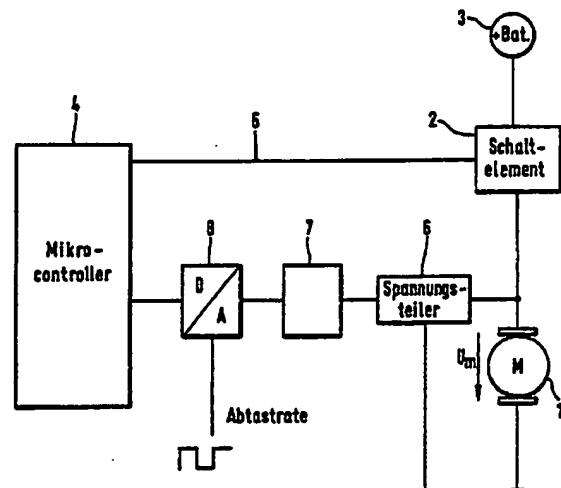 3
+Bat.
4
5
2
Schalt-
element
8
7
6
Mikro-
controller
D
A
Spannungs-
teiler
Um
M
1
Abtastrate